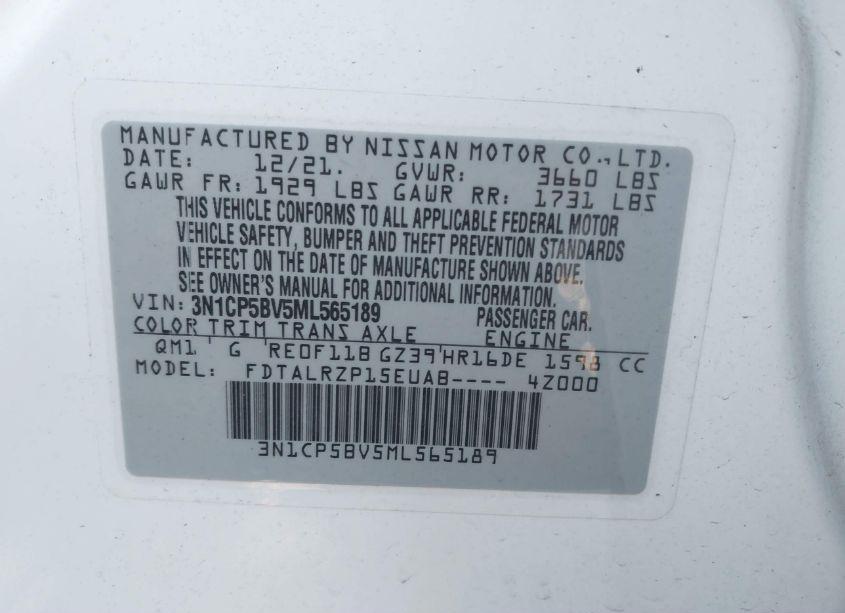 MANUFACTURED BY NISSAN MOTOR CO.,LTD.
DATE: 12/21. GVWR: 3660 LBS
GAWR FR: 1929 LBS GAWR RR: 1731 LBS
THIS VEHICLE CONFORMS TO ALL APPLICABLE FEDERAL MOTOR
VEHICLE SAFETY, BUMPER AND THEFT PREVENTION STANDARDS
IN EFFECT ON THE DATE OF MANUFACTURE SHOWN ABOVE.
SEE OWNER'S MANUAL FOR ADDITIONAL INFORMATION.
VIN: 3N1CP5BV5ML565189 PASSENGER CAR.
COLOR TRIM TRANS AXLE ENGINE
QM1 G RE0F11B GZ39 HR16DE 1598 CC
MODEL: FDTALRZP15EUAB---- 4Z000
3N1CP5BV5ML565189